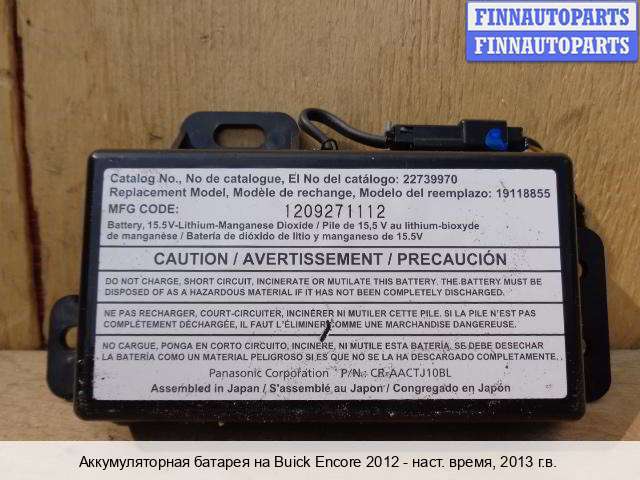 FINNAUTOPARTS
FINNAUTOPARTS
Catalog No., No de catalogue, El No del catálogo: 22739970
Replacement Model, Modèle de rechange, Modelo del reemplazo: 19118855
MFG CODE: 1209271112
Battery, 15.5V-Lithium-Manganese Dioxide / Pile de 15,5 V au lithium-bioxyde
de manganèse / Batería de dióxido de litio y manganeso de 15.5V
CAUTION / AVERTISSEMENT / PRECAUCIÓN
DO NOT CHARGE, SHORT CIRCUIT, INCINERATE OR MUTILATE THIS BATTERY. THE BATTERY MUST BE
DISPOSED OF AS A HAZARDOUS MATERIAL IF IT HAS NOT BEEN COMPLETELY DISCHARGED.
NE PAS RECHARGER, COURT-CIRCUITER, INCINÉRER NI MUTILER CETTE PILE. SI LA PILE N'EST PAS
COMPLÈTEMENT DÉCHARGÉE, IL FAUT L'ÉLIMINER COMME UNE MARCHANDISE DANGEREUSE.
NO CARGUE, PONGA EN CORTO CIRCUITO, INCINERE, NI MUTILE ESTA BATERÍA. SE DEBE DESECHAR
LA BATERÍA COMO UN MATERIAL PELIGROSO SI ES QUE NO SE LA HA DESCARGADO COMPLETAMENTE.
Panasonic Corporation P/N.: CR-AACTJ10BL
Assembled in Japan / S'assemblé au Japon / Congregado en Japón
Аккумуляторная батарея на Buick Encore 2012 - наст. время, 2013 г.в.